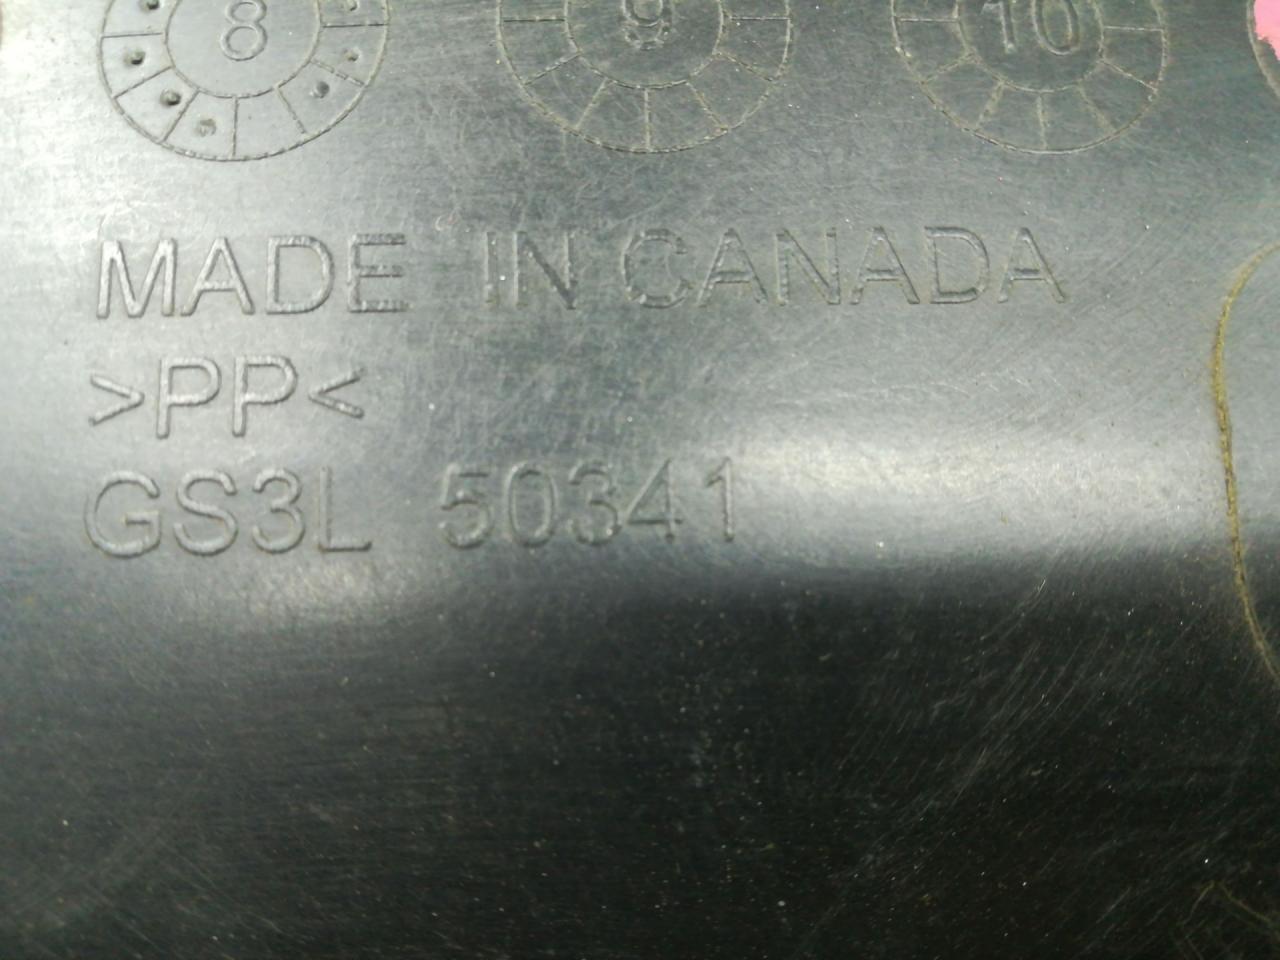 8 9 10
MADE IN CANADA
>PP<
GS3L 50341